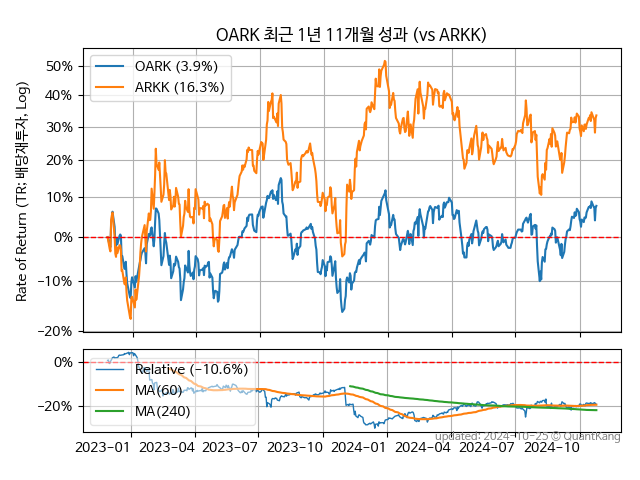 OARK 최근 1년 11개월 성과 (vs ARKK)
Rate of Return (TR: 배당재투자, Log)
OARK (3.9%)
ARKK (16.3%)
50%
40%
30%
20%
10%
0%
−10%
−20%
Relative (−10.6%)
MA(60)
MA(240)
0%
−20%
updated: 2024-10-25 © QuantKang
2023-01 2023-04 2023-07 2023-10 2024-01 2024-04 2024-07 2024-10